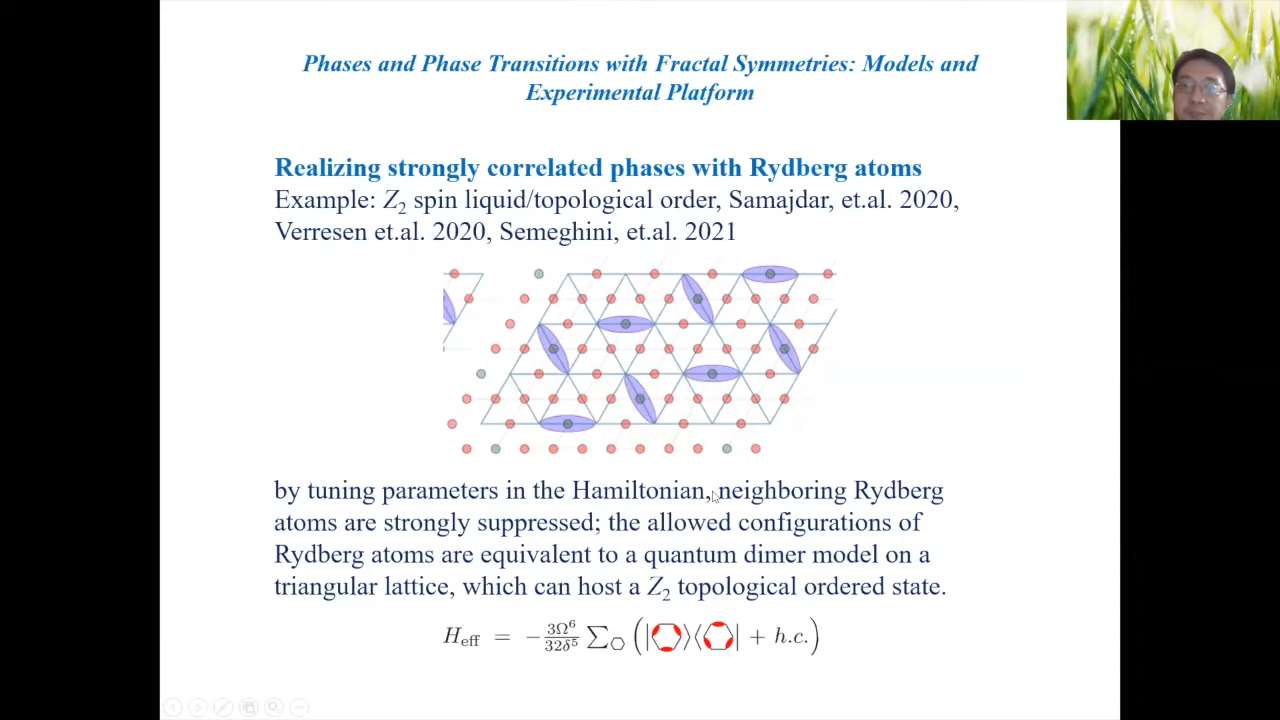 Phases and Phase Transitions with Fractal Symmetries: Models and
Experimental Platform
Realizing strongly correlated phases with Rydberg atoms
Example: Z₂ spin liquid/topological order, Samajdar, et.al. 2020,
Verresen et.al. 2020, Semeghini, et.al. 2021
by tuning parameters in the Hamiltonian, neighboring Rydberg
atoms are strongly suppressed; the allowed configurations of
Rydberg atoms are equivalent to a quantum dimer model on a
triangular lattice, which can host a Z₂ topological ordered state.
H_eff = −3Ω⁶/32δ⁵ ∑⬡ (|⬡⟩⟨⬡| + h.c.)